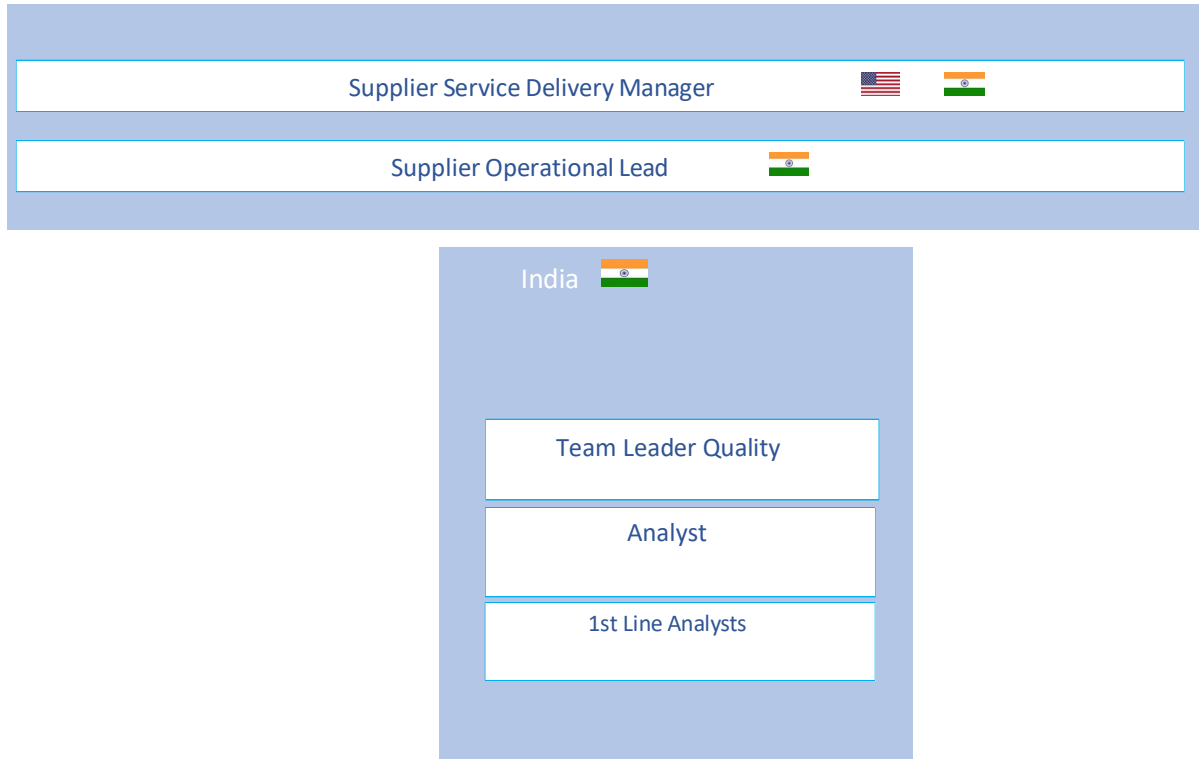 Supplier Service Delivery Manager
Supplier Operational Lead
India
Team Leader Quality
Analyst
1st Line Analysts